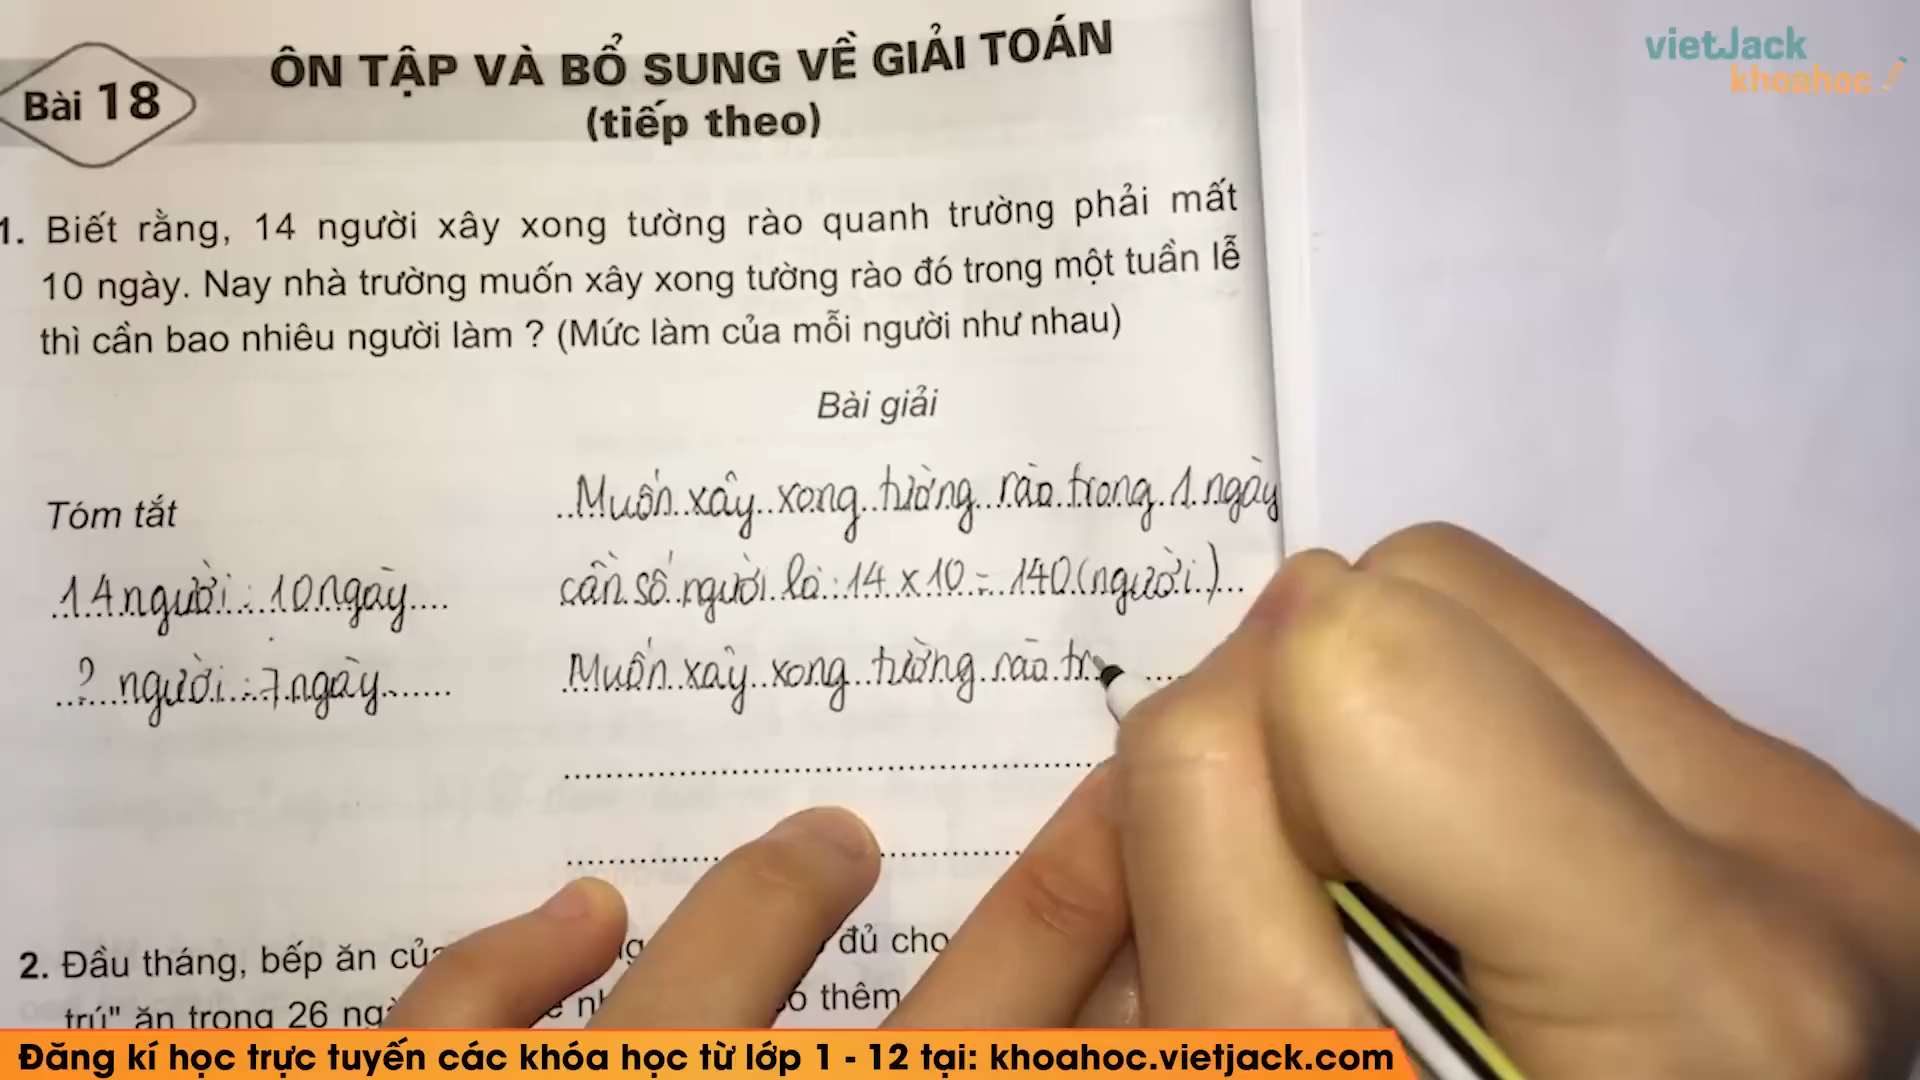 vietJack
khoahoc
Bài 18
ÔN TẬP VÀ BỔ SUNG VỀ GIẢI TOÁN
(tiếp theo)
1. Biết rằng, 14 người xây xong tường rào quanh trường phải mất
10 ngày. Nay nhà trường muốn xây xong tường rào đó trong một tuần lễ
thì cần bao nhiêu người làm ? (Mức làm của mỗi người như nhau)
Bài giải
Tóm tắt
14 người : 10 ngày
? người : 7 ngày
Muốn xây xong tường rào trong 1 ngày
cần số người là : 14 x 10 = 140 (người)
Muốn xây xong tường rào tr
2. Đầu tháng, bếp ăn đủ cho
trú" ăn trong 26 thêm
Đăng kí học trực tuyến các khóa học từ lớp 1 - 12 tại: khoahoc.vietjack.com